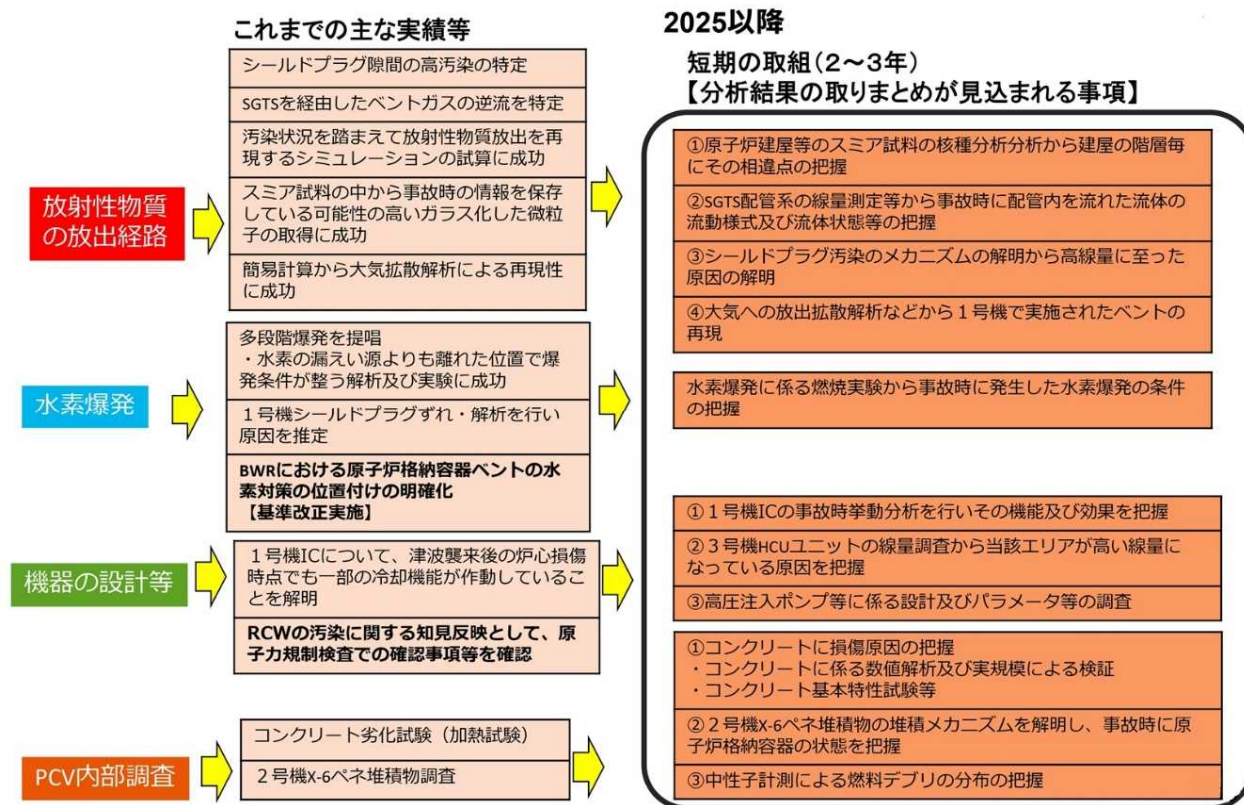 これまでの主な実績等
2025以降
短期の取組(2～3年)
【分析結果の取りまとめが見込まれる事項】
放射性物質
の放出経路
シールドプラグ隙間の高汚染の特定
SGTSを経由したベントガスの逆流を特定
汚染状況を踏まえて放射性物質放出を再
現するシミュレーションの試算に成功
スミア試料の中から事故時の情報を保存
している可能性の高いガラス化した微粒
子の取得に成功
簡易計算から大気拡散解析による再現性
に成功
①原子炉建屋等のスミア試料の核種分析分析から建屋の階層毎
にその相違点の把握
②SGTS配管系の線量測定等から事故時に配管内を流れた流体の
流動様式及び流体状態等の把握
③シールドプラグ汚染のメカニズムの解明から高線量に至った
原因の解明
④大気への放出拡散解析などから１号機で実施されたベントの
再現
水素爆発
多段階爆発を提唱
・水素の漏えい源よりも離れた位置で爆
発条件が整う解析及び実験に成功
１号機シールドプラグずれ・解析を行い
原因を推定
BWRにおける原子炉格納容器ベントの水
素対策の位置付けの明確化
【基準改正実施】
水素爆発に係る燃焼実験から事故時に発生した水素爆発の条件
の把握
機器の設計等
１号機ICについて、津波襲来後の炉心損傷
時点でも一部の冷却機能が作動しているこ
とを解明
RCWの汚染に関する知見反映として、原
子力規制検査での確認事項等を確認
①１号機ICの事故時挙動分析を行いその機能及び効果を把握
②３号機HCUユニットの線量調査から当該エリアが高い線量に
なっている原因を把握
③高圧注入ポンプ等に係る設計及びパラメータ等の調査
PCV内部調査
コンクリート劣化試験（加熱試験）
２号機X-6ペネ堆積物調査
①コンクリートに損傷原因の把握
・コンクリートに係る数値解析及び実規模による検証
・コンクリート基本特性試験等
②２号機X-6ペネ堆積物の堆積メカニズムを解明し、事故時に原
子炉格納容器の状態を把握
③中性子計測による燃料デブリの分布の把握